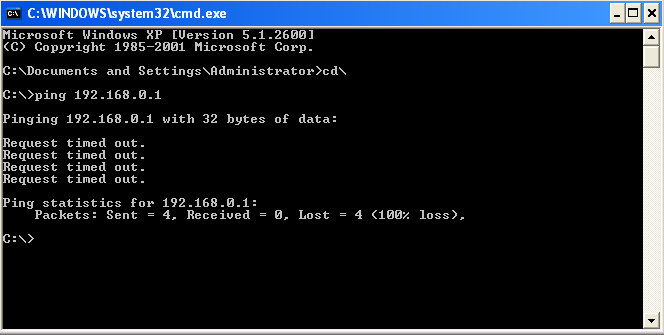 C:\WINDOWS\system32\cmd.exe
Microsoft Windows XP [Version 5.1.2600]
(C) Copyright 1985-2001 Microsoft Corp.
C:\Documents and Settings\Administrator>cd\
C:\>ping 192.168.0.1
Pinging 192.168.0.1 with 32 bytes of data:
Request timed out.
Request timed out.
Request timed out.
Request timed out.
Ping statistics for 192.168.0.1:
    Packets: Sent = 4, Received = 0, Lost = 4 (100% loss),
C:\>